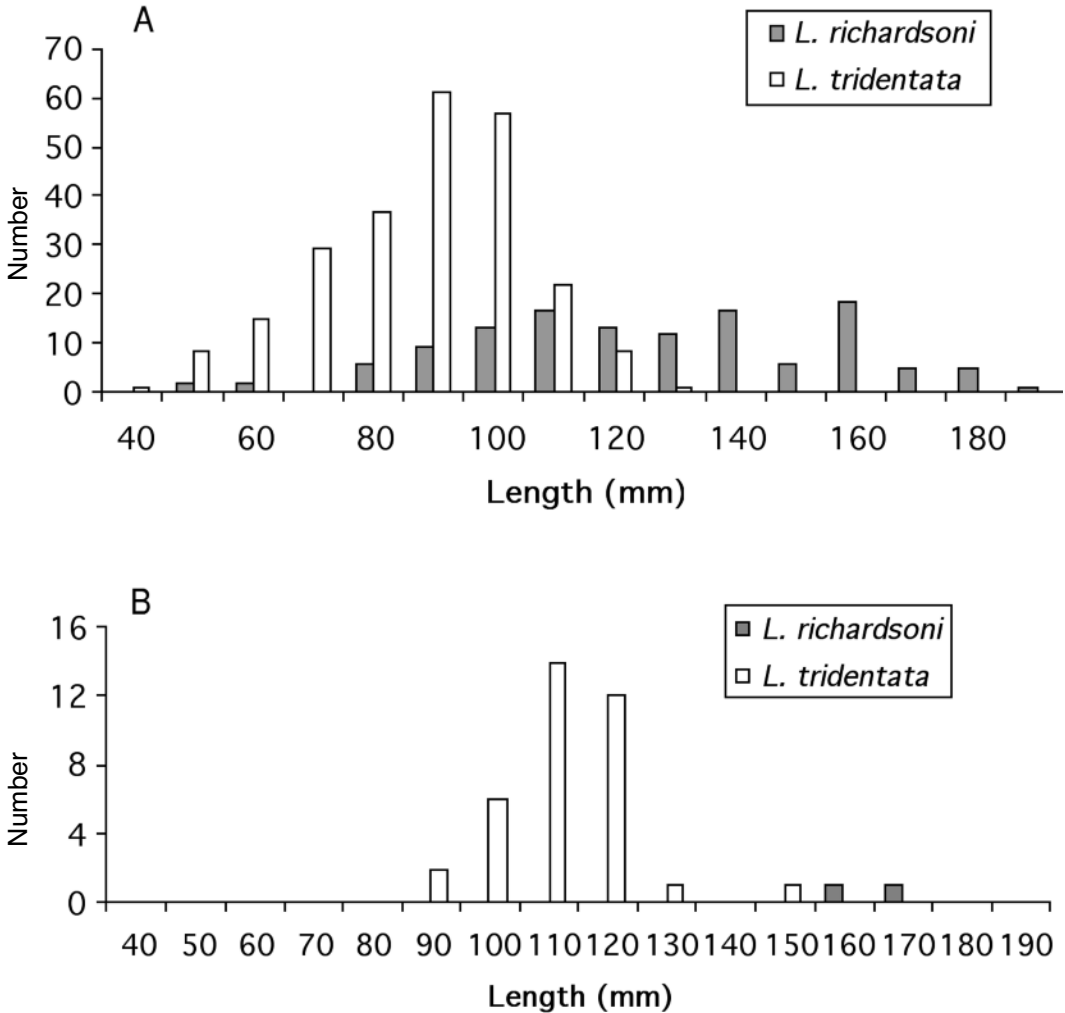 A
L. richardsoni
L. tridentata
70
60
50
40
30
20
10
0
Number
40 60 80 100 120 140 160 180
Length (mm)
B
L. richardsoni
L. tridentata
16
12
8
4
0
Number
40 50 60 70 80 90 100 110 120 130 140 150 160 170 180 190
Length (mm)